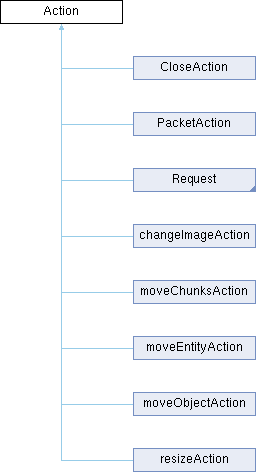 Action
CloseAction
PacketAction
Request
changeImageAction
moveChunksAction
moveEntityAction
moveObjectAction
resizeAction